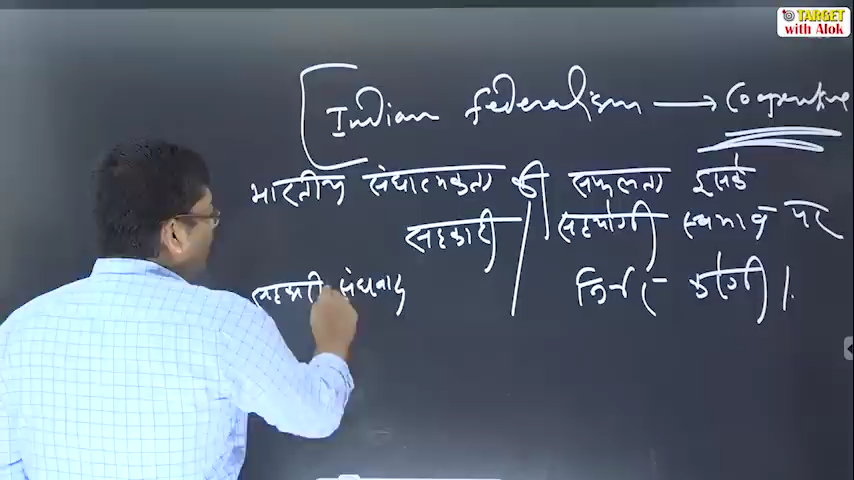 TARGET
with Alok
Indian federalism → Cooperative
भारतीय संघात्मकता की सफलता इसके
सहकारी / सहयोगी स्वभाव पर
सहकारी संघवाद निर्भर करेगी।